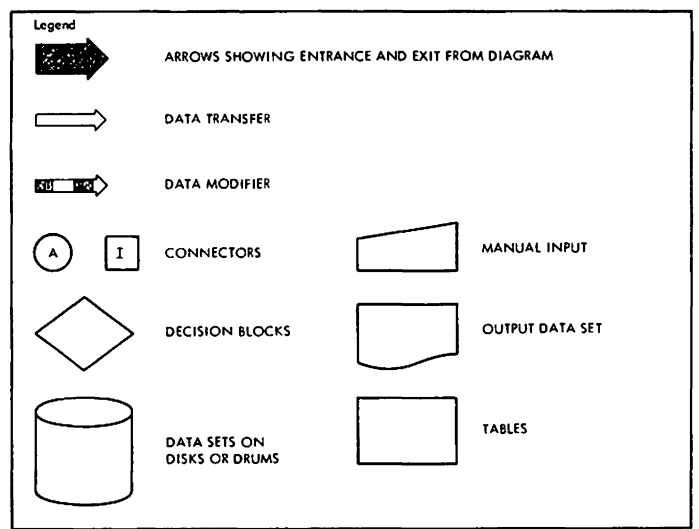 Legend
ARROWS SHOWING ENTRANCE AND EXIT FROM DIAGRAM
DATA TRANSFER
DATA MODIFIER
A
I
CONNECTORS
MANUAL INPUT
DECISION BLOCKS
OUTPUT DATA SET
DATA SETS ON
DISKS OR DRUMS
TABLES